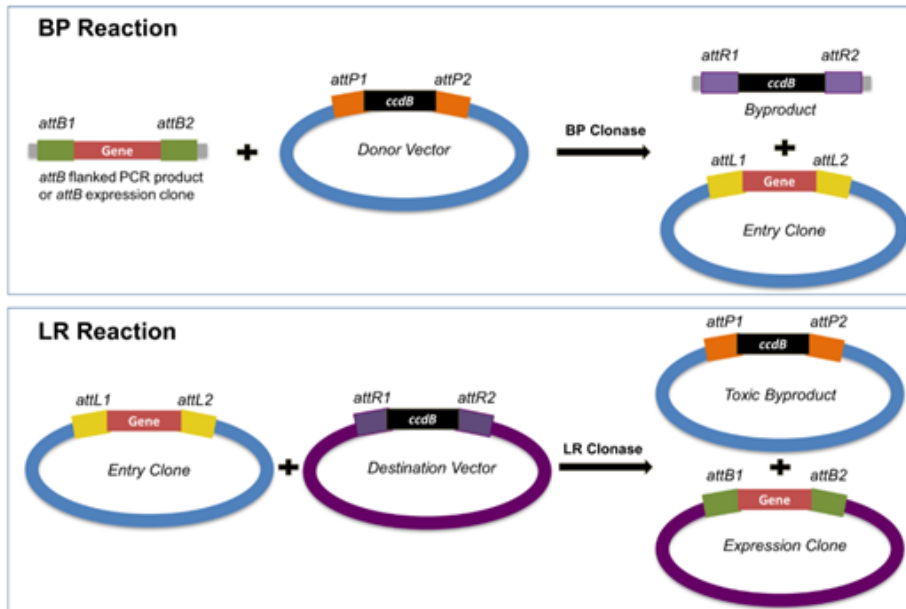 BP Reaction
attB1
attB2
Gene
attB flanked PCR product
or attB expression clone
attP1
attP2
ccdB
Donor Vector
BP Clonase
attR1
attR2
ccdB
Byproduct
attL1
attL2
Gene
Entry Clone
LR Reaction
attL1
attL2
Gene
Entry Clone
attR1
attR2
ccdB
Destination Vector
LR Clonase
attP1
attP2
ccdB
Toxic Byproduct
attB1
attB2
Gene
Expression Clone